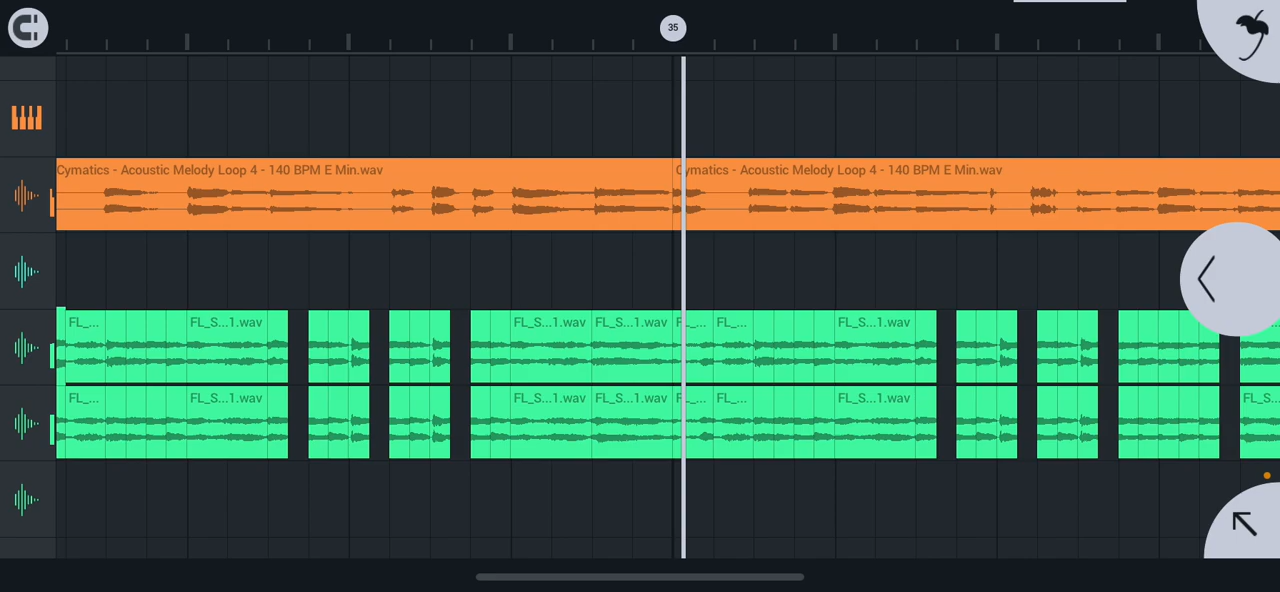 35
Cymatics - Acoustic Melody Loop 4 - 140 BPM E Min.wav
Cymatics - Acoustic Melody Loop 4 - 140 BPM E Min.wav
FL_... FL_S...1.wav FL_S...1.wav FL_S...1.wav FL_... FL_S...1.wav
FL_... FL_S...1.wav FL_S...1.wav FL_S...1.wav FL_... FL_S...1.wav FL_S...